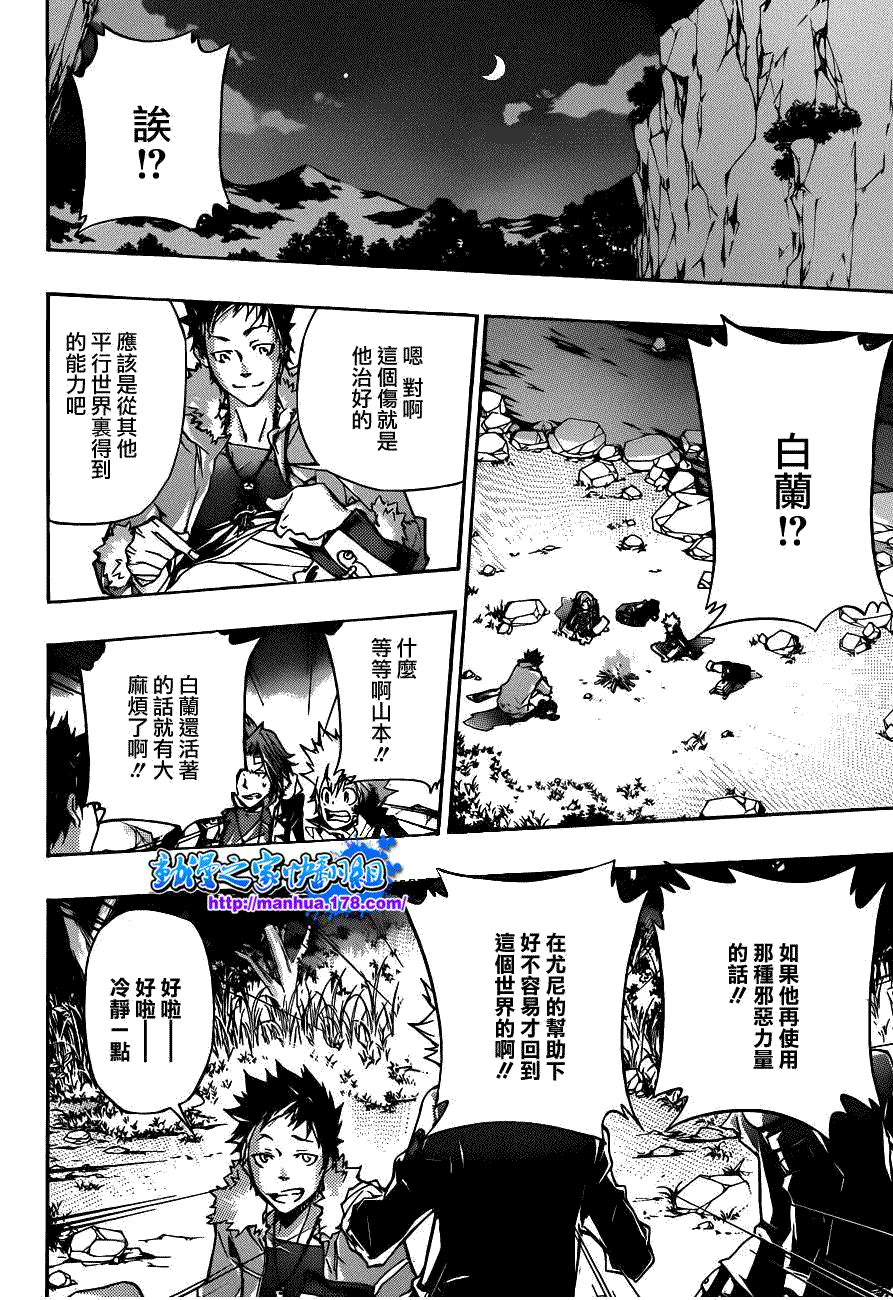 誒!?
白蘭!?
嗯 對啊
這個傷就是
他治好的
應該是從其他
平行世界裏得到
的能力吧
什麼
等等啊山本!!
白蘭還活著
的話就有大
麻煩了啊!!
動漫之家快翻組
http://manhua.178.com/
如果他再使用
那種邪惡力量
的話!!
在尤尼的幫助下
好不容易才回到
這個世界的啊!!
好啦——
好啦——
冷靜一點